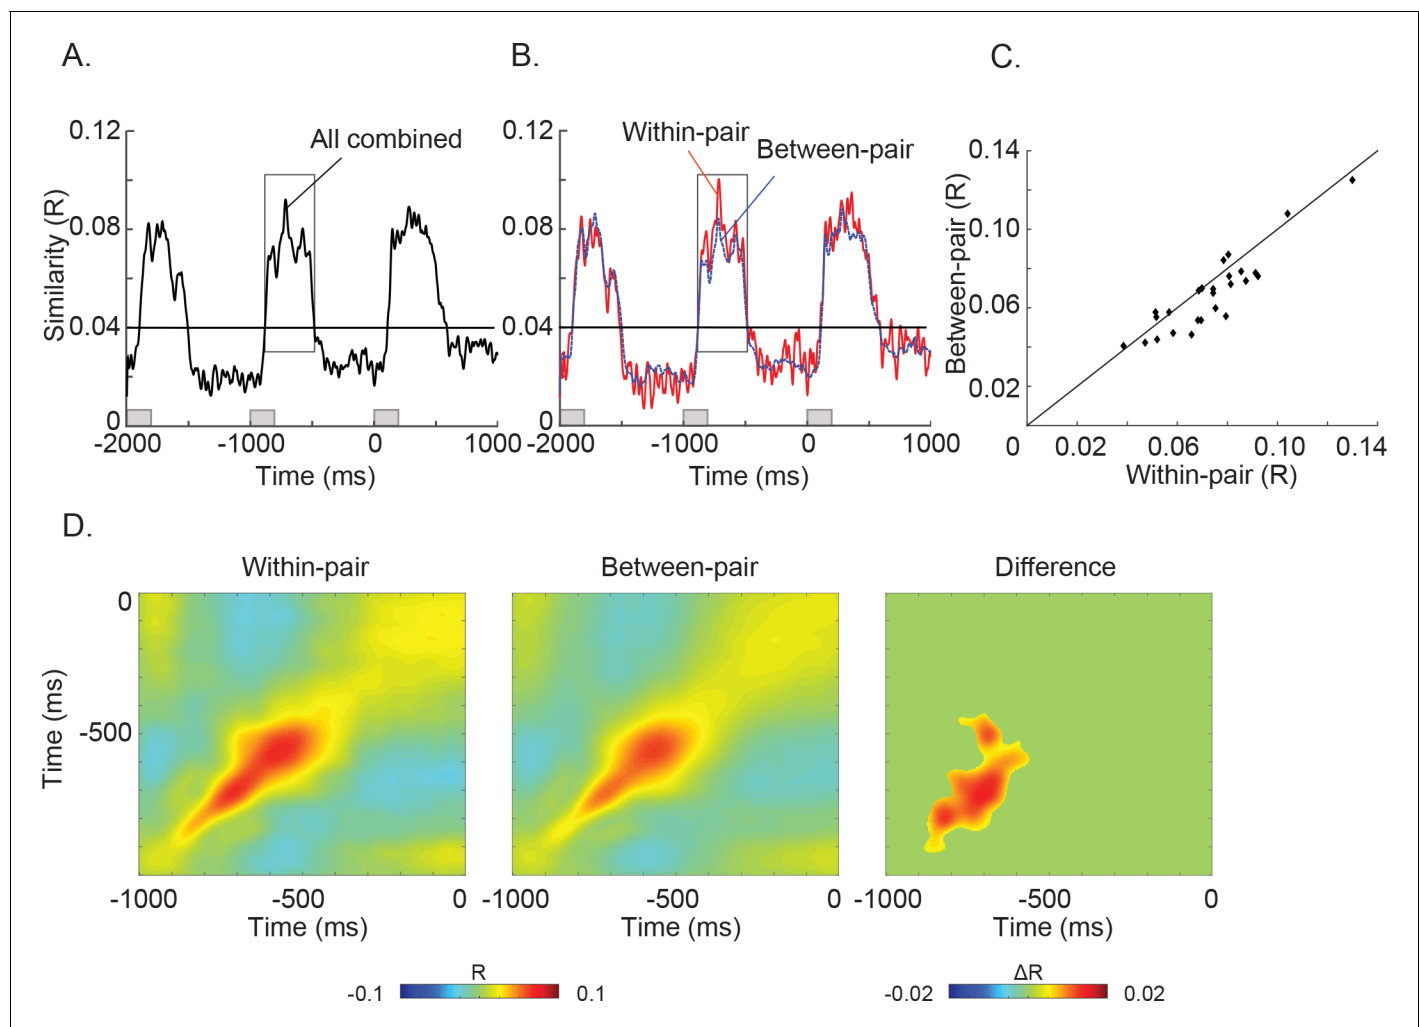 A.
B.
C.
0.12
0.08
0.04
0
Similarity (R)
All combined
-2000
-1000
0
1000
Time (ms)
0.12
0.08
0.04
0
Within-pair
Between-pair
-2000
-1000
0
1000
Time (ms)
0.14
0.10
0.06
0.02
Between-pair (R)
0
0.02
0.06
0.10
0.14
Within-pair (R)
D.
Within-pair
Between-pair
Difference
0
-500
Time (ms)
-1000
-500
0
-1000
-500
0
-1000
-500
0
Time (ms)
Time (ms)
Time (ms)
R
-0.1
0.1
ΔR
-0.02
0.02